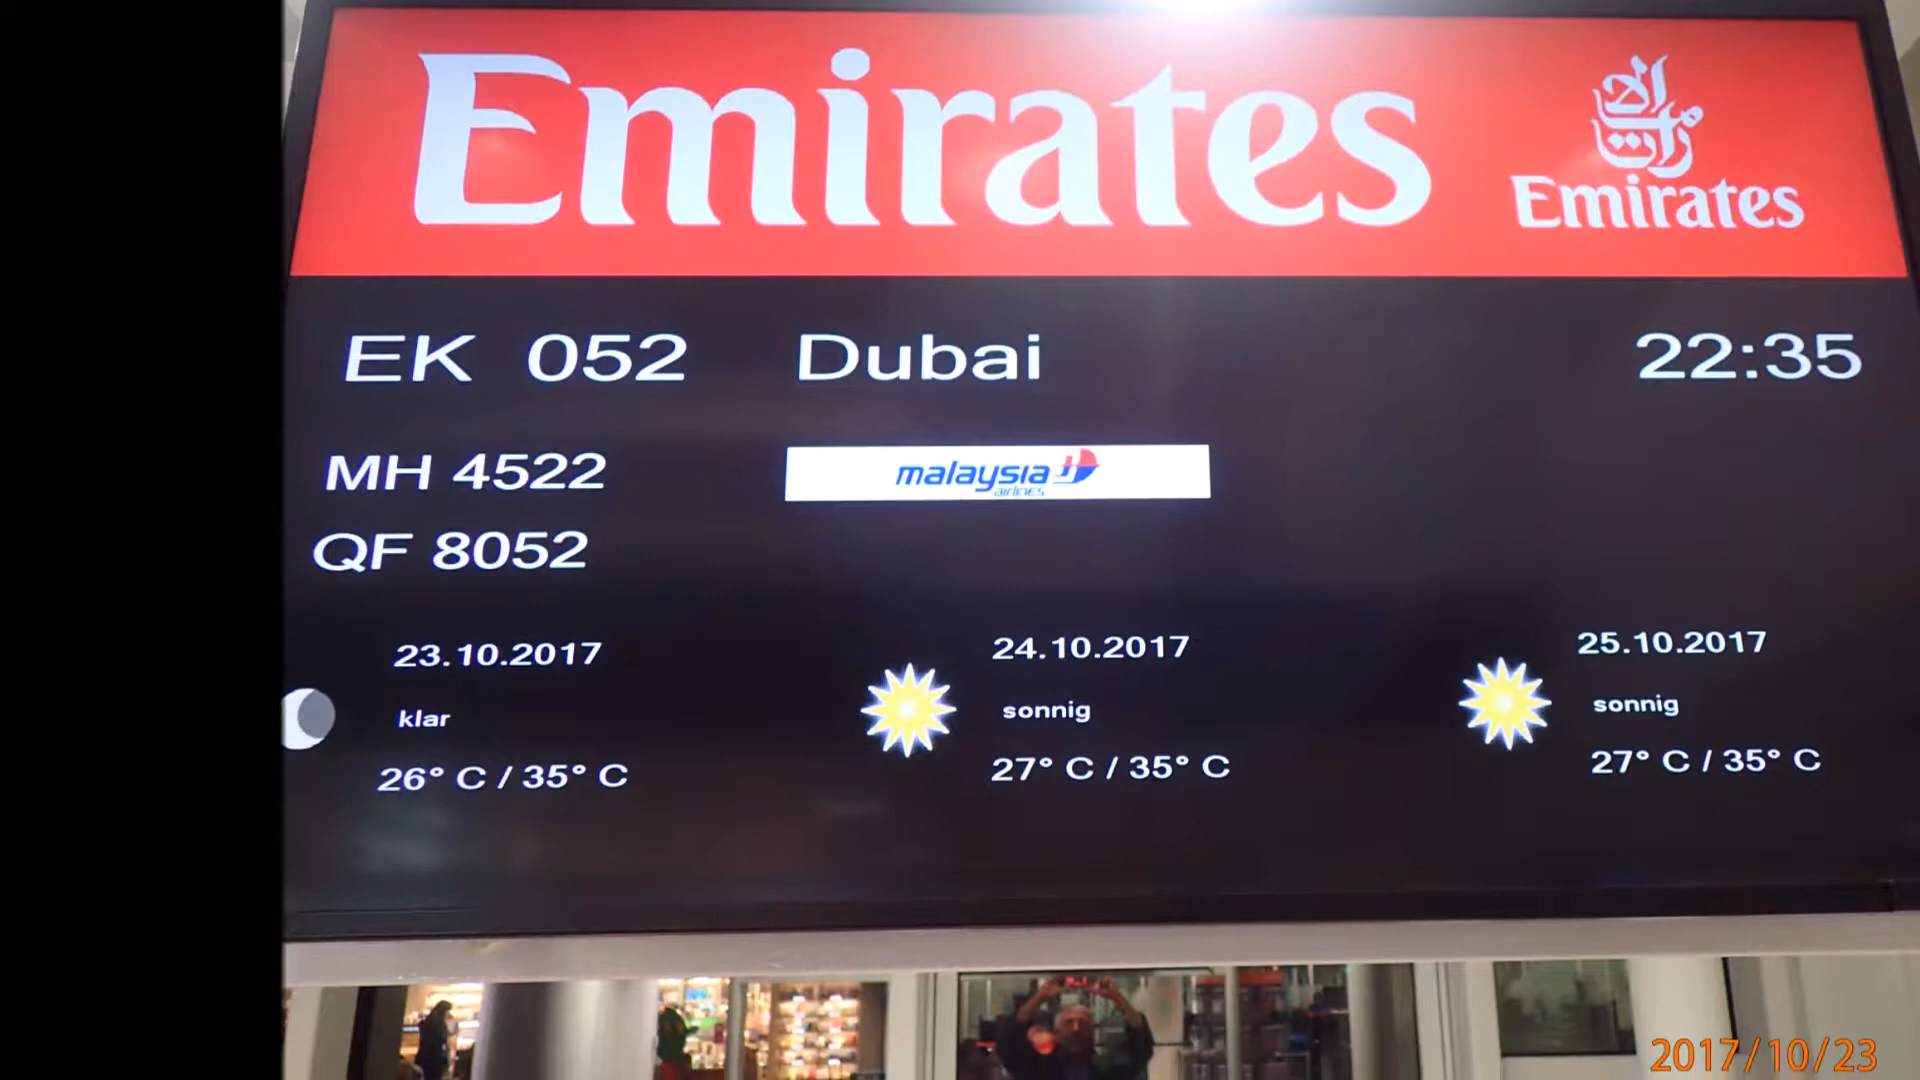 Emirates
الإمارات
Emirates
EK 052 Dubai 22:35
MH 4522 malaysia airlines
QF 8052
23.10.2017 24.10.2017 25.10.2017
klar sonnig sonnig
26° C / 35° C 27° C / 35° C 27° C / 35° C
2017/10/23